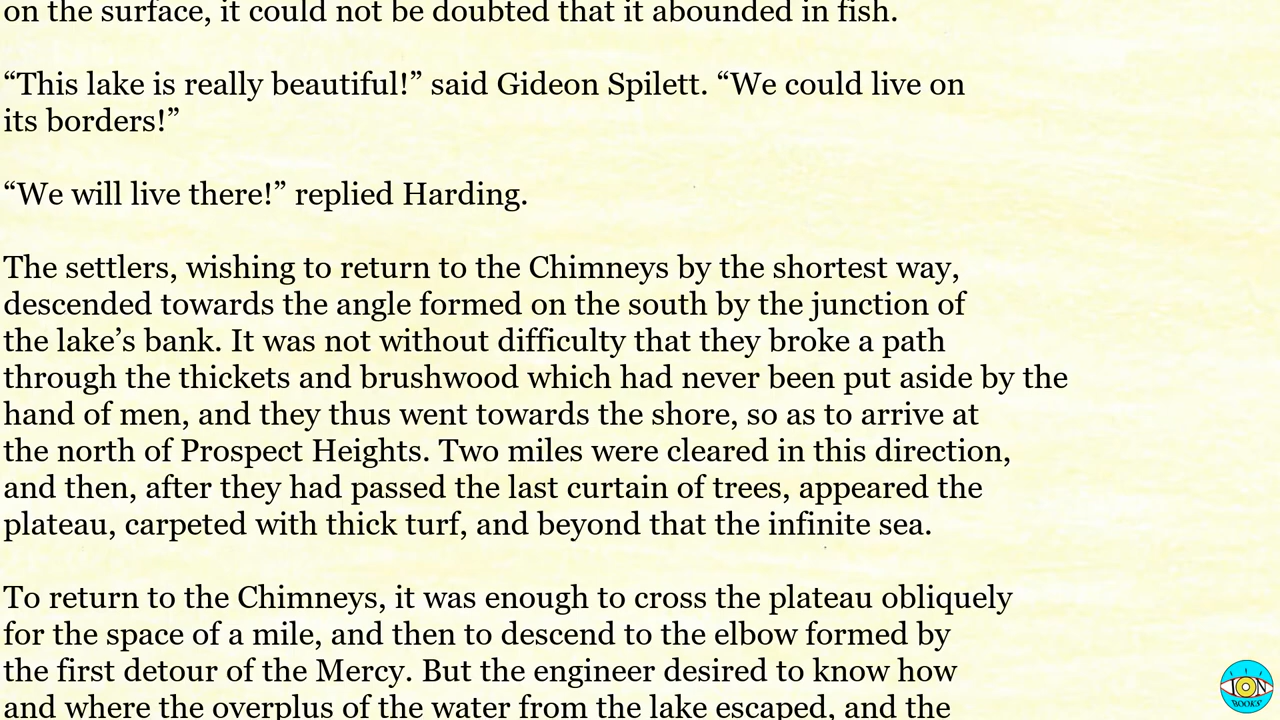 on the surface, it could not be doubted that it abounded in fish.
“This lake is really beautiful!” said Gideon Spilett. “We could live on
its borders!”
“We will live there!” replied Harding.
The settlers, wishing to return to the Chimneys by the shortest way,
descended towards the angle formed on the south by the junction of
the lake’s bank. It was not without difficulty that they broke a path
through the thickets and brushwood which had never been put aside by the
hand of men, and they thus went towards the shore, so as to arrive at
the north of Prospect Heights. Two miles were cleared in this direction,
and then, after they had passed the last curtain of trees, appeared the
plateau, carpeted with thick turf, and beyond that the infinite sea.
To return to the Chimneys, it was enough to cross the plateau obliquely
for the space of a mile, and then to descend to the elbow formed by
the first detour of the Mercy. But the engineer desired to know how
and where the overplus of the water from the lake escaped, and the
ION
BOOKS